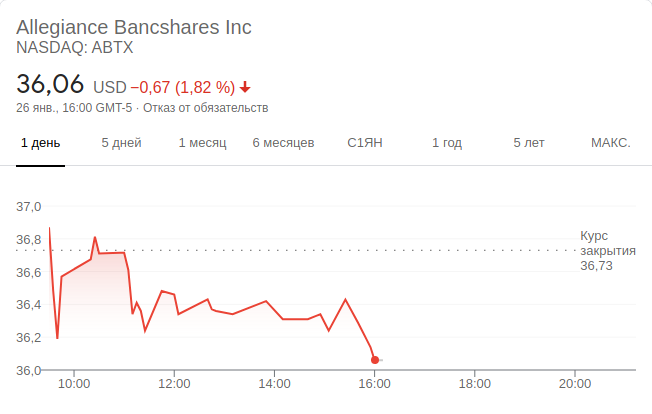 Allegiance Bancshares Inc
NASDAQ: ABTX
36,06 USD −0,67 (1,82 %)
26 янв., 16:00 GMT-5 · Отказ от обязательств
1 день 5 дней 1 месяц 6 месяцев С1ЯН 1 год 5 лет МАКС.
37,0
36,8
36,6
36,4
36,2
36,0
Курс
закрытия
36,73
10:00 12:00 14:00 16:00 18:00 20:00